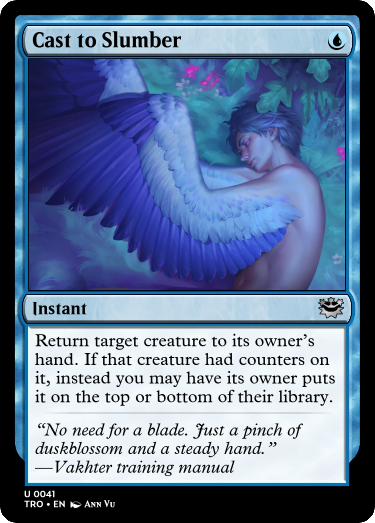 Cast to Slumber
Instant
Return target creature to its owner's
hand. If that creature had counters on
it, instead you may have its owner puts
it on the top or bottom of their library.
"No need for a blade. Just a pinch of
duskblossom and a steady hand."
—Vakhter training manual
U 0041
TRO • EN Ann Vu